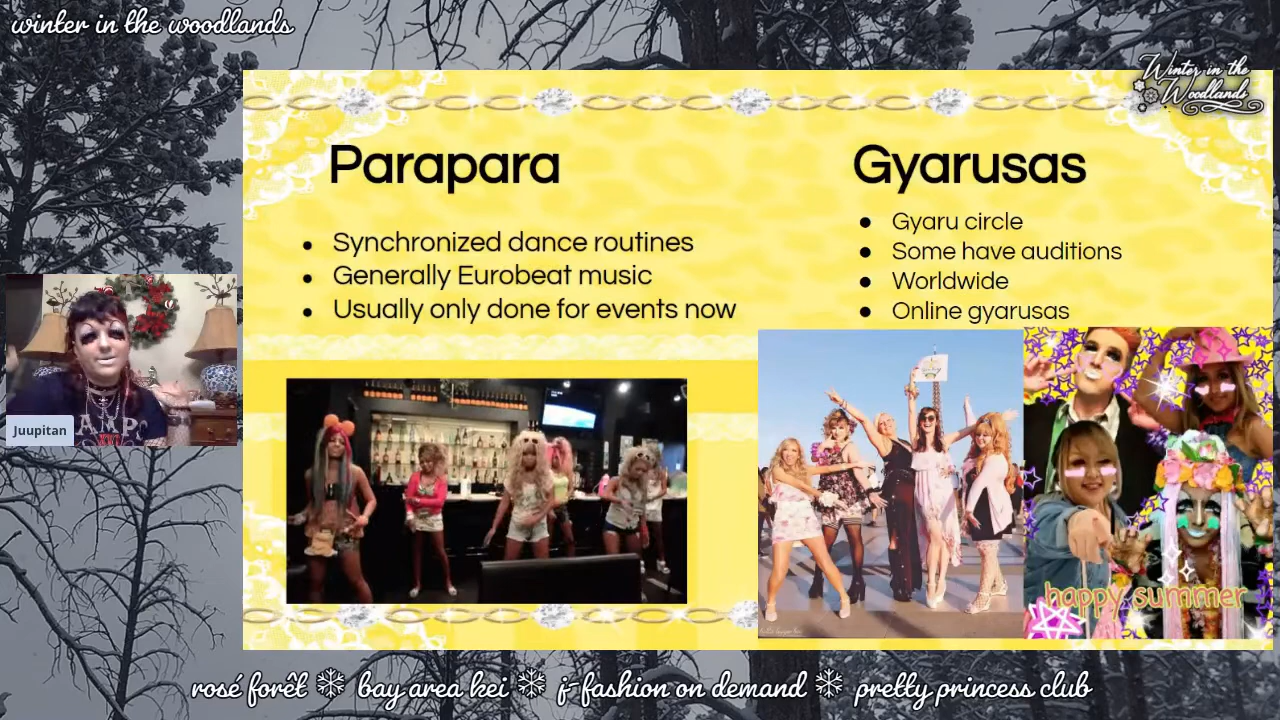 winter in the woodlands
Winter in the
Woodlands
Parapara
Synchronized dance routines
Generally Eurobeat music
Usually only done for events now
Gyarusas
Gyaru circle
Some have auditions
Worldwide
Online gyarusas
Juupitan
happy summer
rosé forêt ❄ bay area kei ❄ j-fashion on demand ❄ pretty princess club